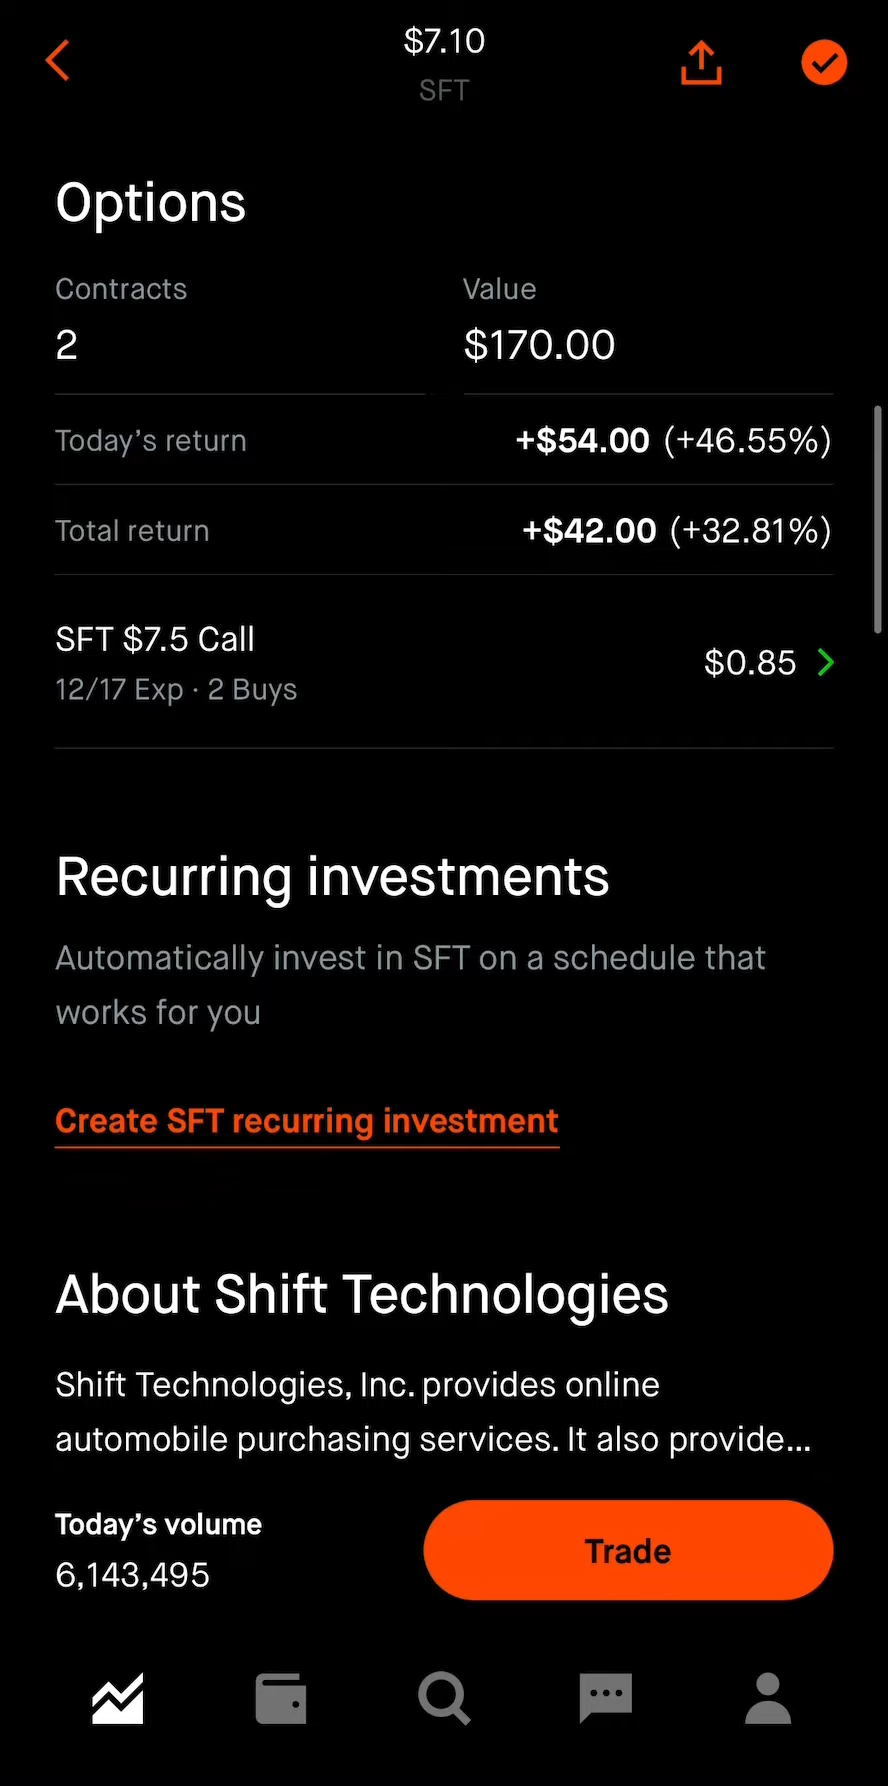 $7.10
SFT
Options
Contracts
Value
2
$170.00
Today's return
+$54.00 (+46.55%)
Total return
+$42.00 (+32.81%)
SFT $7.5 Call
12/17 Exp · 2 Buys
$0.85
Recurring investments
Automatically invest in SFT on a schedule that
works for you
Create SFT recurring investment
About Shift Technologies
Shift Technologies, Inc. provides online
automobile purchasing services. It also provide...
Today's volume
6,143,495
Trade